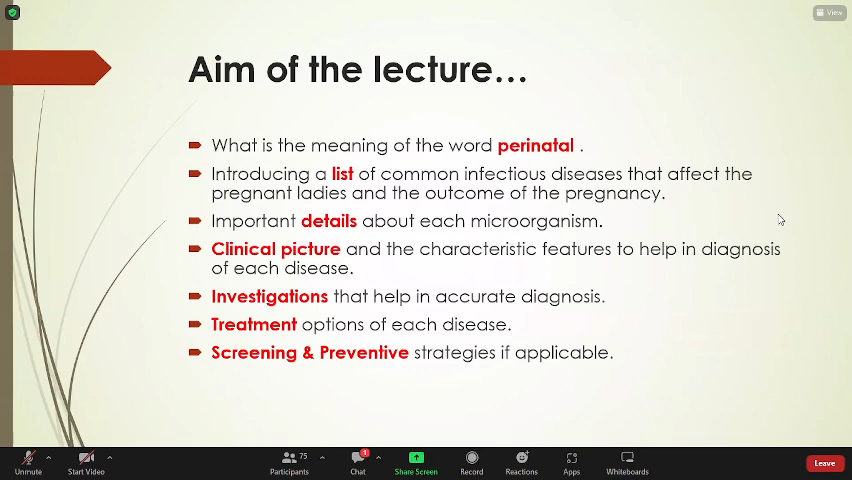 View
Aim of the lecture…
What is the meaning of the word perinatal .
Introducing a list of common infectious diseases that affect the
pregnant ladies and the outcome of the pregnancy.
Important details about each microorganism.
Clinical picture and the characteristic features to help in diagnosis
of each disease.
Investigations that help in accurate diagnosis.
Treatment options of each disease.
Screening & Preventive strategies if applicable.
75
1
Unmute
Start Video
Participants
Chat
Share Screen
Record
Reactions
Apps
Whiteboards
Leave